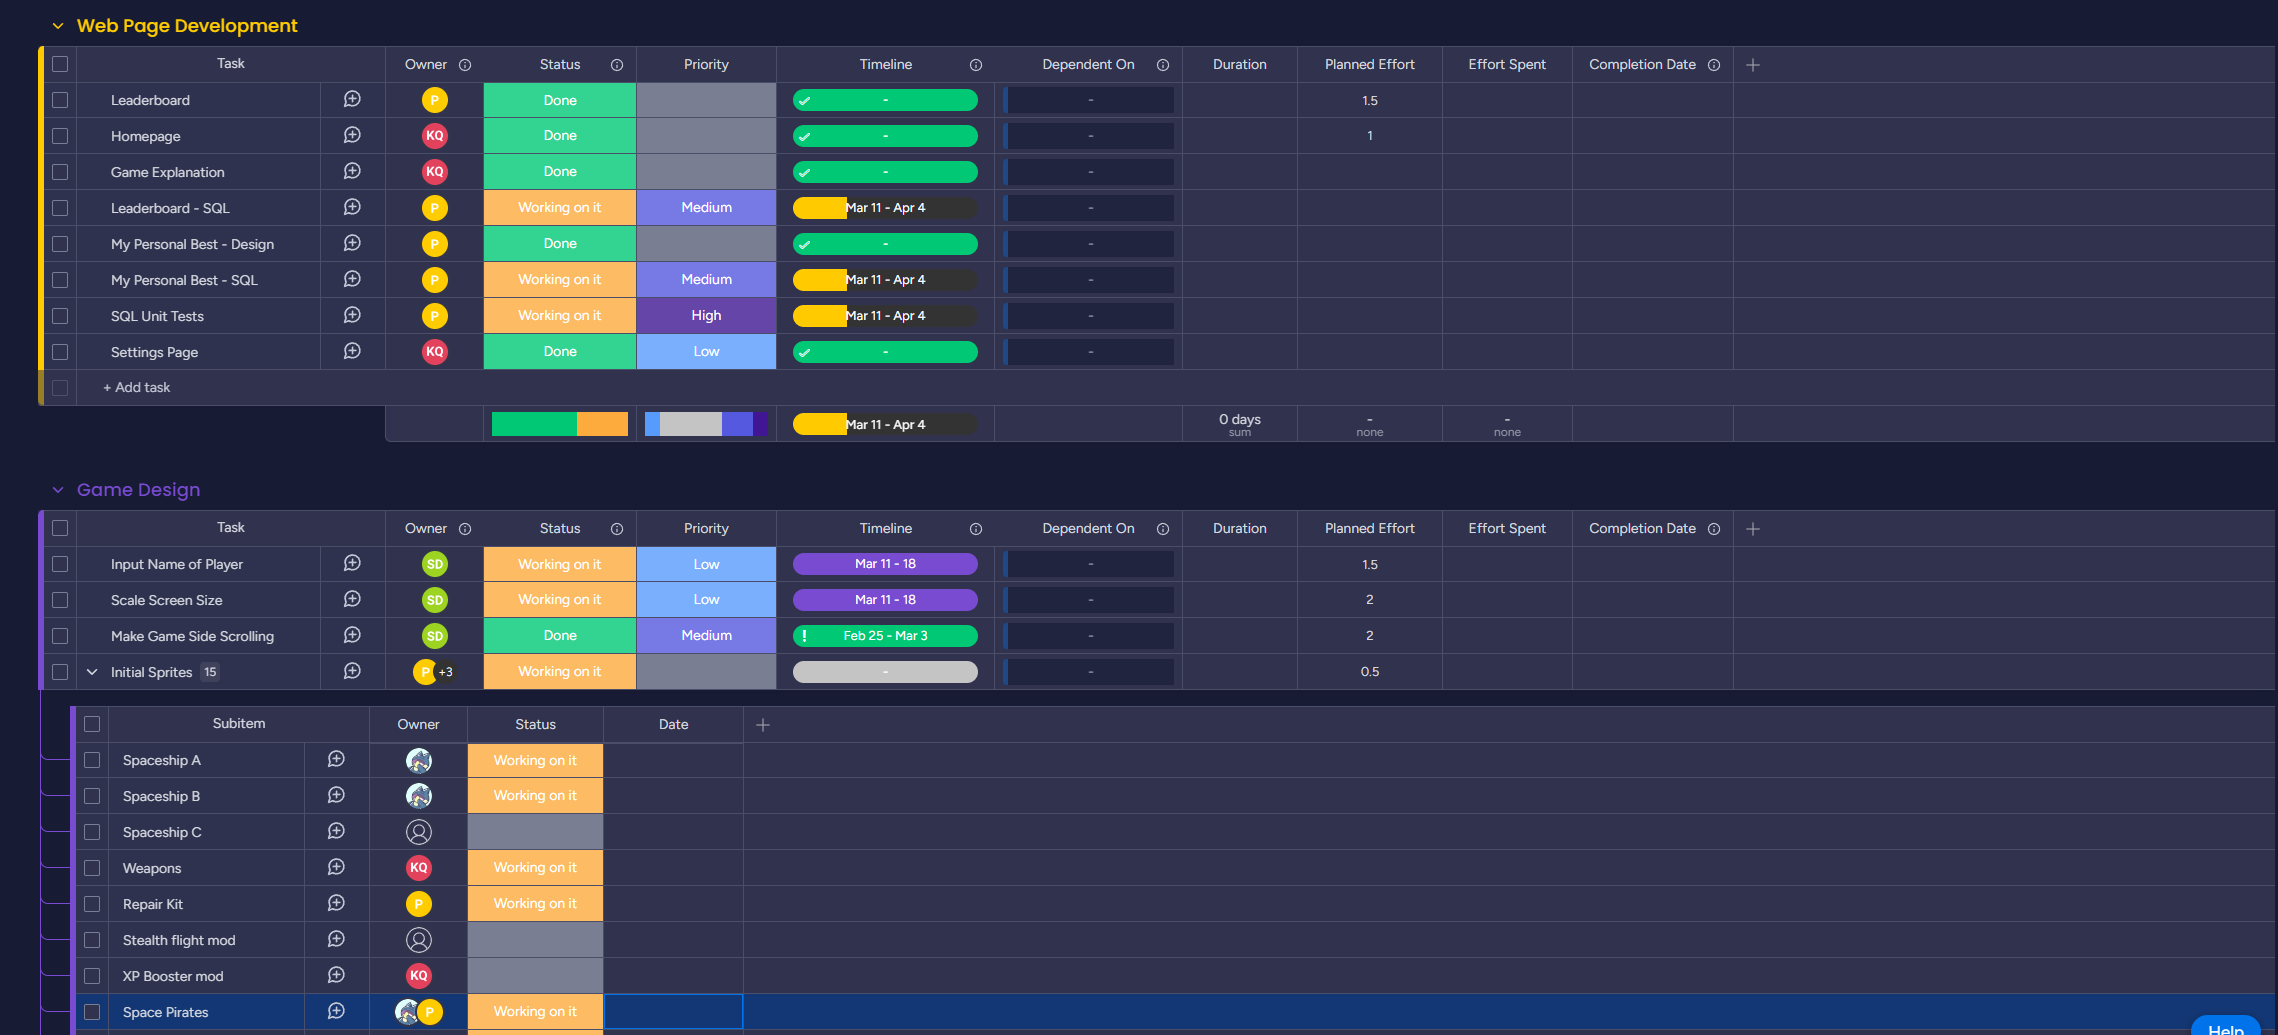 Web Page Development
Task Owner Status Priority Timeline Dependent On Duration Planned Effort Effort Spent Completion Date
Leaderboard P Done - - 1.5
Homepage KQ Done - - 1
Game Explanation KQ Done - -
Leaderboard - SQL P Working on it Medium Mar 11 - Apr 4 -
My Personal Best - Design P Done - -
My Personal Best - SQL P Working on it Medium Mar 11 - Apr 4 -
SQL Unit Tests P Working on it High Mar 11 - Apr 4 -
Settings Page KQ Done Low - -
+ Add task
Mar 11 - Apr 4 0 days - -
sum none none
Game Design
Task Owner Status Priority Timeline Dependent On Duration Planned Effort Effort Spent Completion Date
Input Name of Player SD Working on it Low Mar 11 - 18 - 1.5
Scale Screen Size SD Working on it Low Mar 11 - 18 - 2
Make Game Side Scrolling SD Done Medium ! Feb 25 - Mar 3 - 2
Initial Sprites 15 P +3 Working on it - - 0.5
Subitem Owner Status Date
Spaceship A Working on it
Spaceship B Working on it
Spaceship C
Weapons KQ Working on it
Repair Kit P Working on it
Stealth flight mod
XP Booster mod KQ
Space Pirates P Working on it
Help